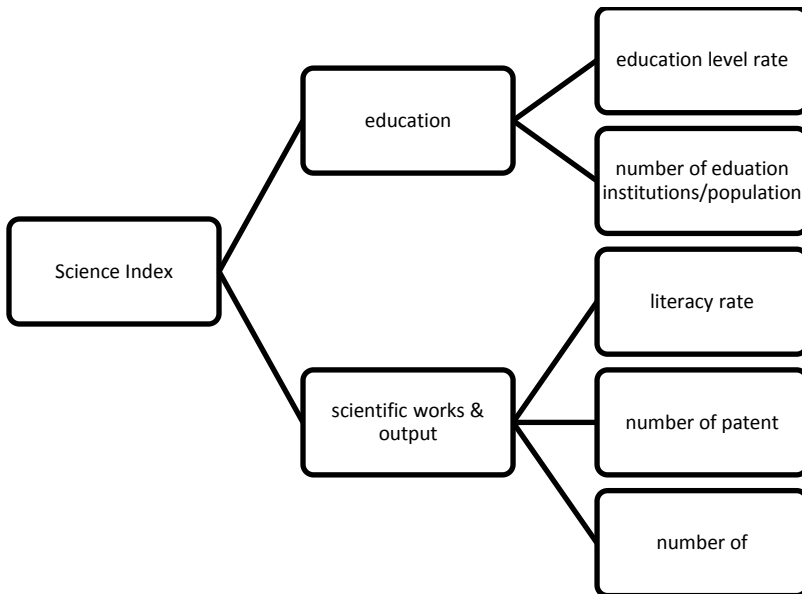 Science Index
education
education level rate
number of eduation
institutions/population
scientific works &
output
literacy rate
number of patent
number of